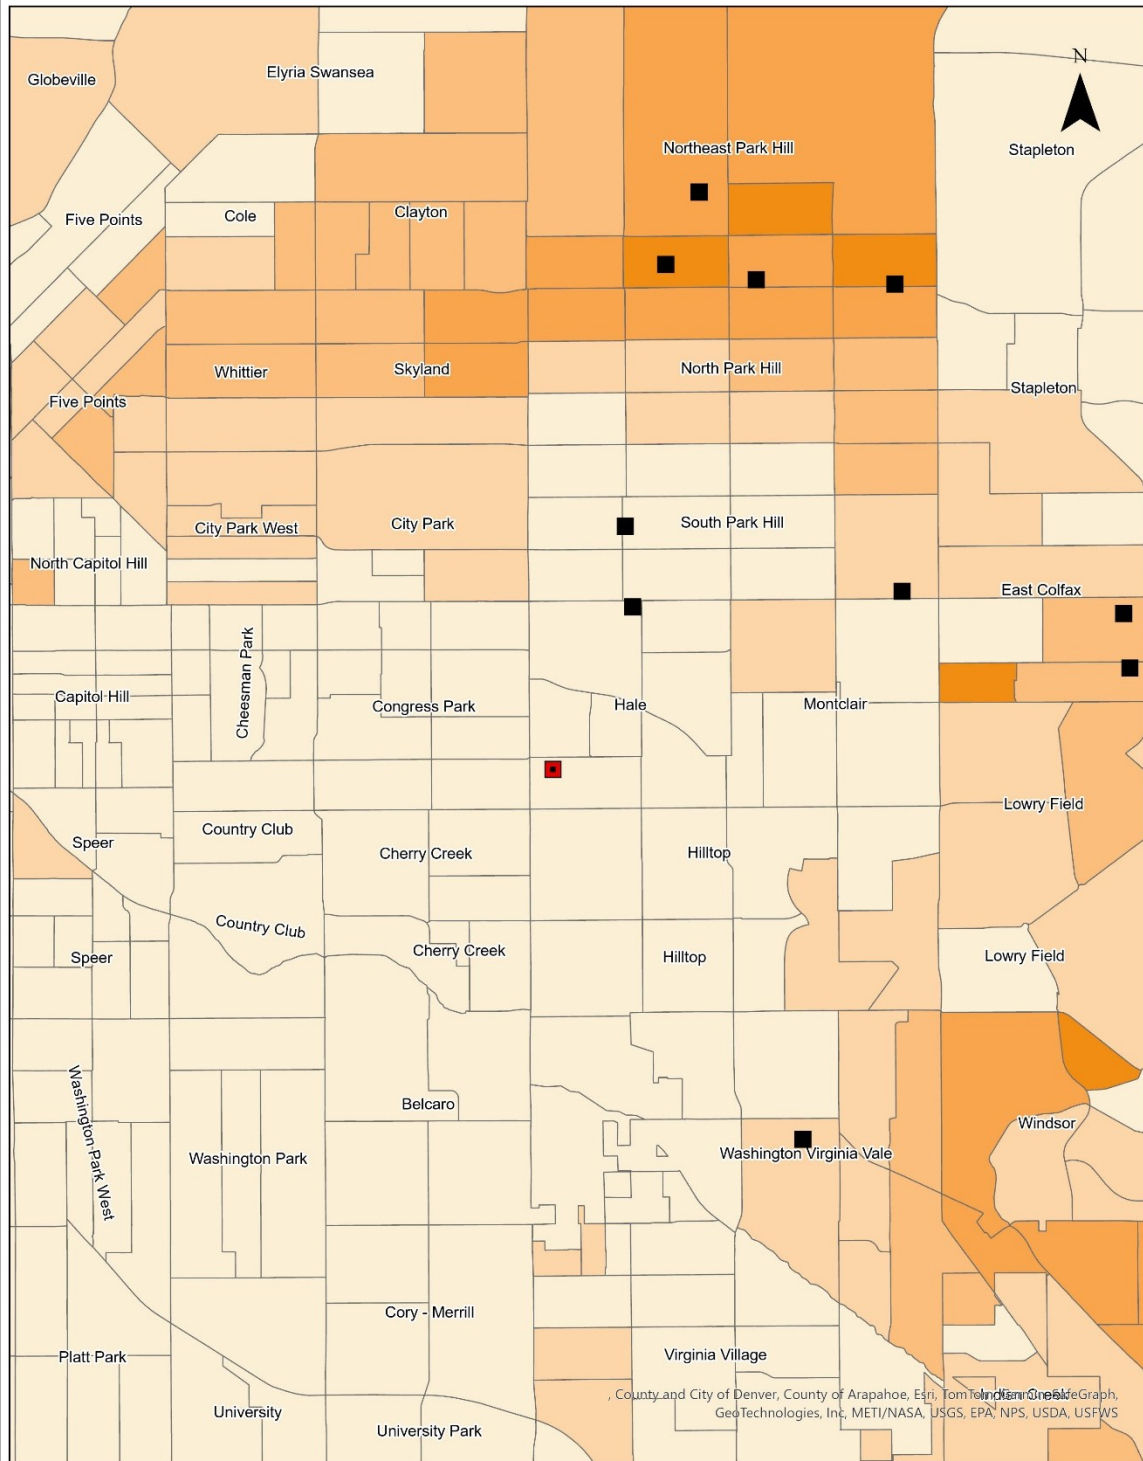 N
Globeville
Elyria Swansea
Northeast Park Hill
Stapleton
Five Points
Cole
Clayton
Whittier
Skyland
North Park Hill
Stapleton
Five Points
City Park West
City Park
South Park Hill
North Capitol Hill
East Colfax
Cheesman Park
Capitol Hill
Congress Park
Hale
Montclair
Lowry Field
Speer
Country Club
Cherry Creek
Hilltop
Country Club
Speer
Cherry Creek
Hilltop
Lowry Field
Washington Park West
Belcaro
Windsor
Washington Park
Washington Virginia Vale
Cory - Merrill
Platt Park
Virginia Village
, County and City of Denver, County of Arapahoe, Esri, TomTom, SafeGraph,
GeoTechnologies, Inc, METI/NASA, USGS, EPA, NPS, USDA, USFWS
University
University Park